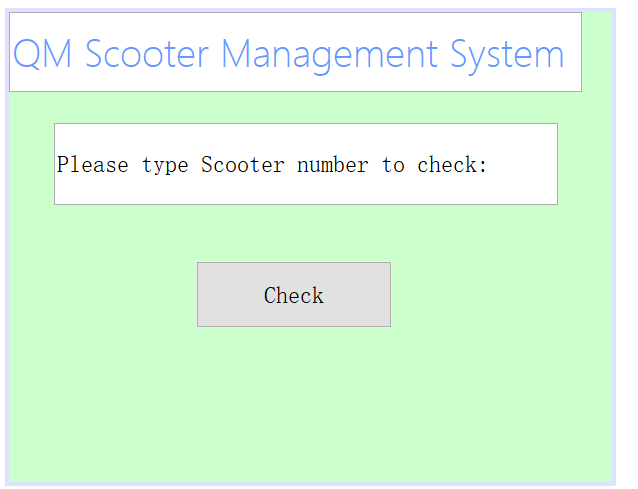 QM Scooter Management System
Please type Scooter number to check:
Check